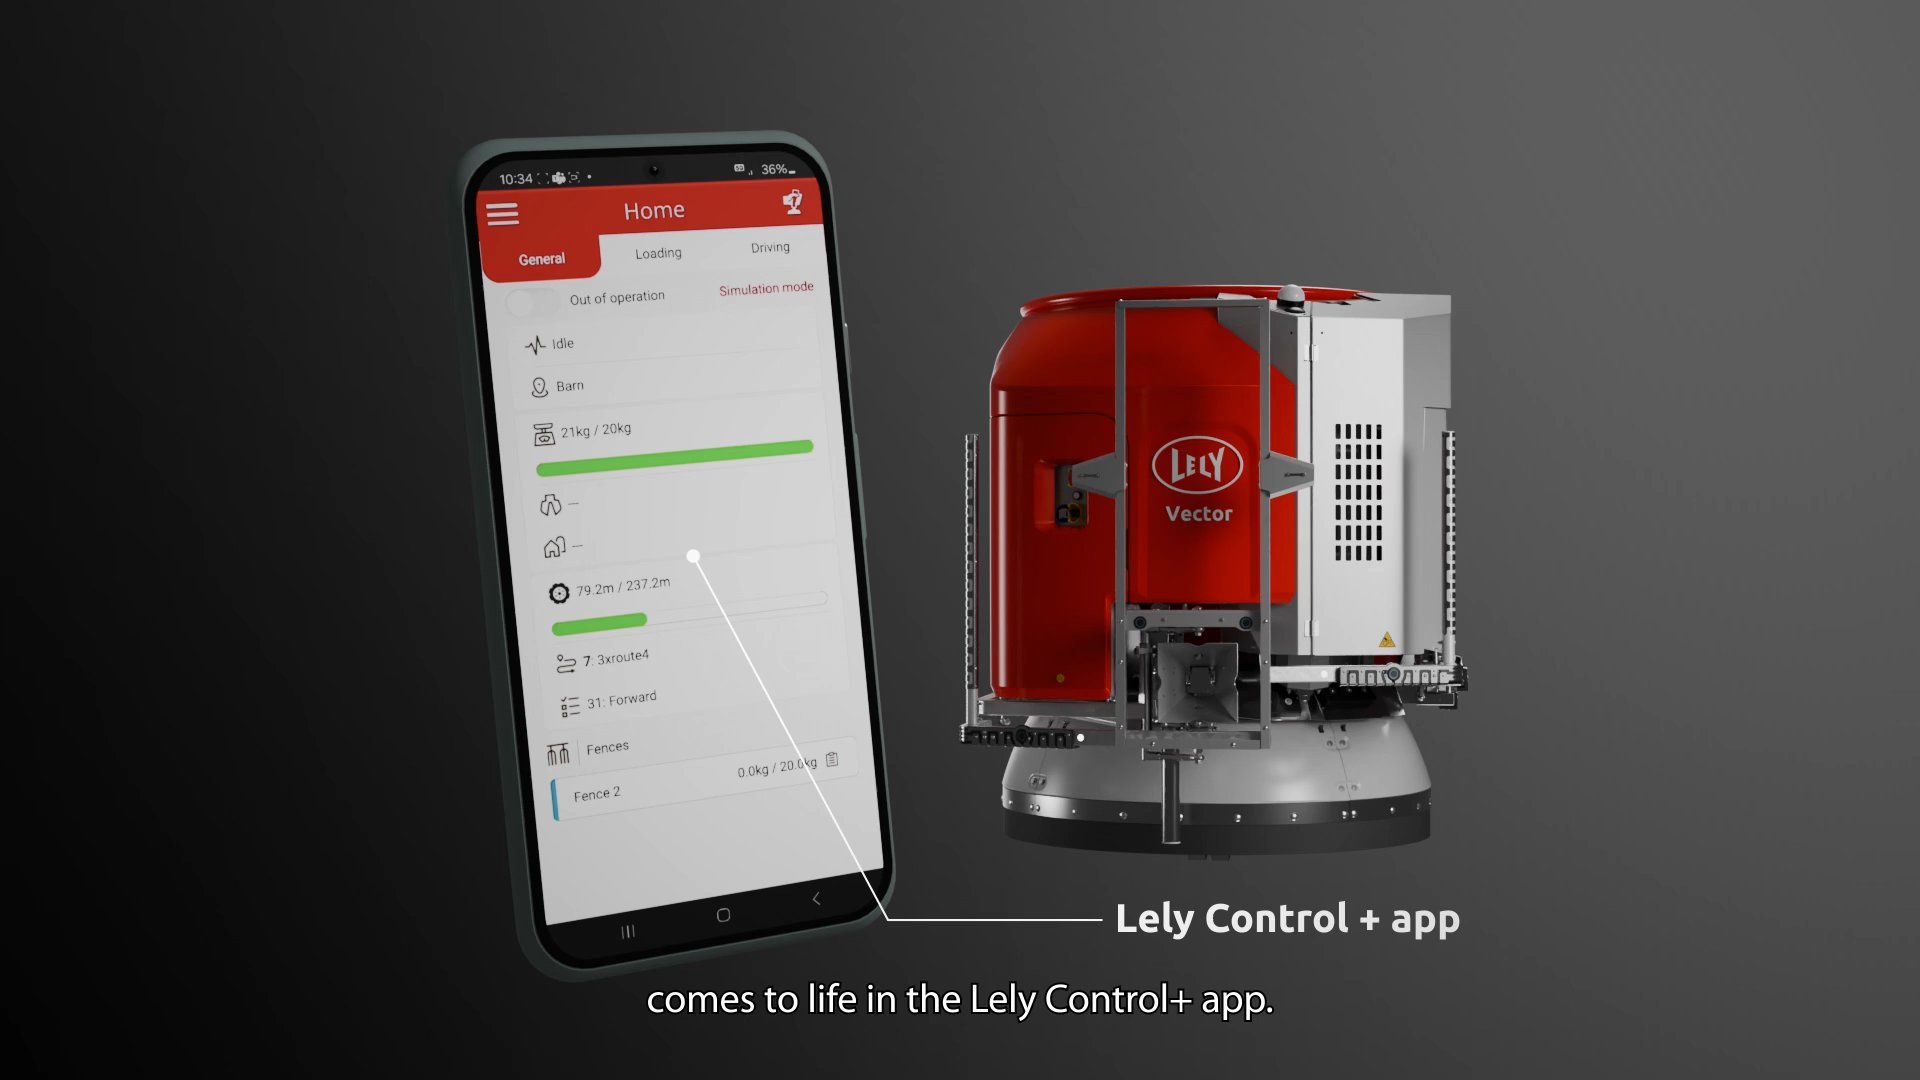 10:34
36%
Home
General
Loading
Driving
Out of operation
Simulation mode
Idle
Barn
21kg / 20kg
79.2m / 237.2m
7: 3xroute4
31: Forward
Fences
0.0kg / 20.0kg
Fence 2
LELY
Vector
Lely Control + app
comes to life in the Lely Control+ app.